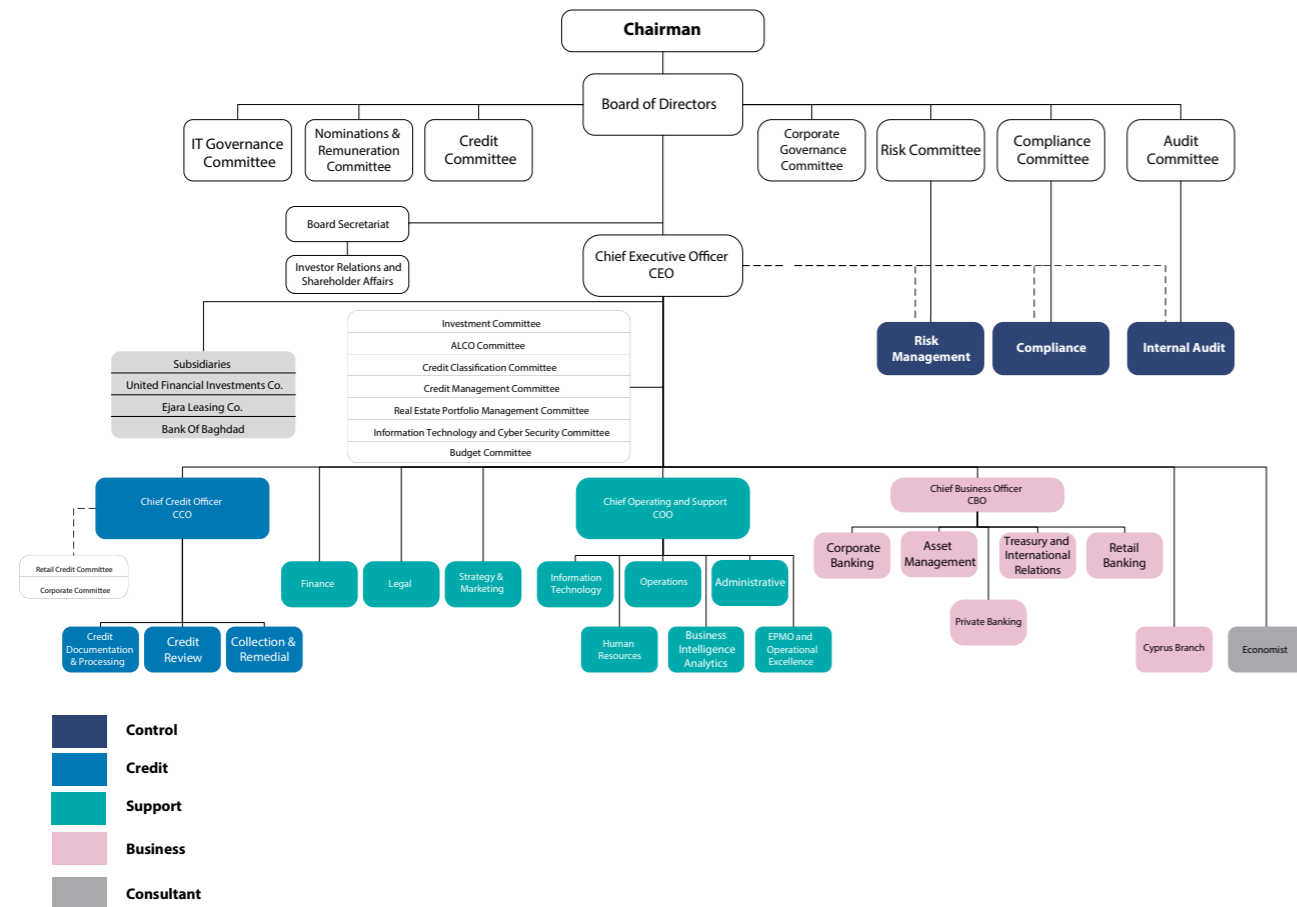 Chairman
Board of Directors
IT Governance
Committee
Nominations &
Remuneration
Committee
Credit
Committee
Corporate
Governance
Committee
Risk Committee
Compliance
Committee
Audit
Committee
Board Secretariat
Investor Relations and
Shareholder Affairs
Chief Executive Officer
CEO
Risk
Management
Compliance
Internal Audit
Subsidiaries
United Financial Investments Co.
Ejara Leasing Co.
Bank Of Baghdad
Investment Committee
ALCO Committee
Credit Classification Committee
Credit Management Committee
Real Estate Portfolio Management Committee
Information Technology and Cyber Security Committee
Budget Committee
Chief Credit Officer
CCO
Chief Operating and Support
COO
Chief Business Officer
CBO
Retail Credit Committee
Corporate Committee
Finance
Legal
Strategy &
Marketing
Information
Technology
Operations
Administrative
Corporate
Banking
Asset
Management
Treasury and
International
Relations
Retail
Banking
Private Banking
Credit
Documentation
& Processing
Credit
Review
Collection &
Remedial
Human
Resources
Business
Intelligence
Analytics
EPMO and
Operational
Excellence
Cyprus Branch
Economist
Control
Credit
Support
Business
Consultant